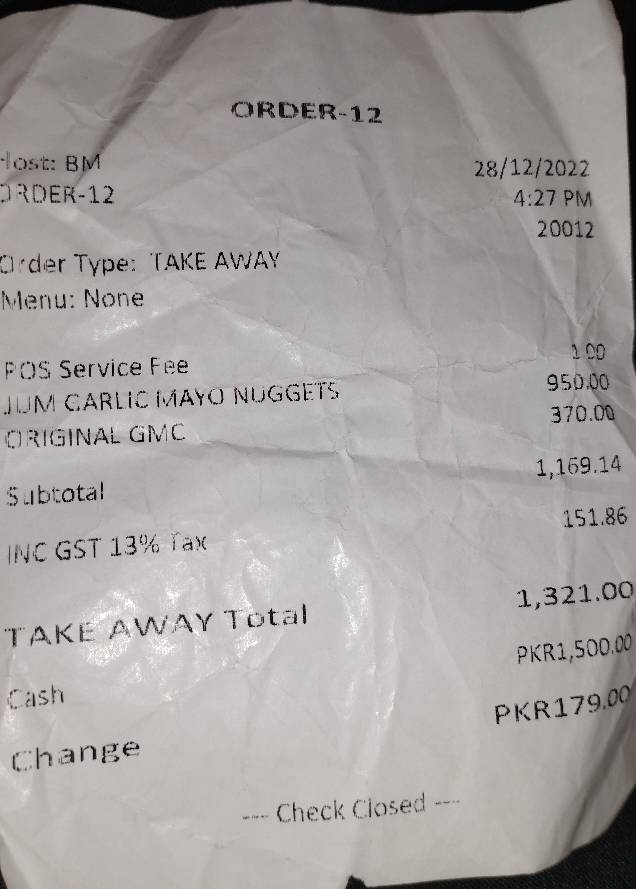 ORDER-12
Host: BM 28/12/2022
ORDER-12 4:27 PM
20012
Order Type: TAKE AWAY
Menu: None
POS Service Fee 1.00
JUM GARLIC MAYO NUGGETS 950.00
ORIGINAL GMC 370.00
Subtotal 1,169.14
INC GST 13% Tax 151.86
TAKE AWAY Total 1,321.00
Cash PKR1,500.00
Change PKR179.00
--- Check Closed ---